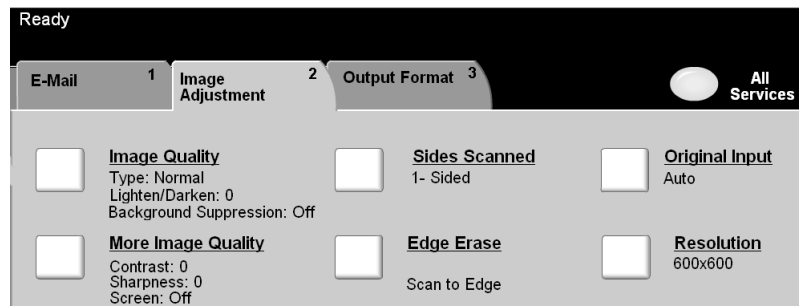 Ready
E-Mail 1
Image Adjustment 2
Output Format 3
All Services
Image Quality
Type: Normal
Lighten/Darken: 0
Background Suppression: Off
Sides Scanned
1- Sided
Original Input
Auto
More Image Quality
Contrast: 0
Sharpness: 0
Screen: Off
Edge Erase
Scan to Edge
Resolution
600x600